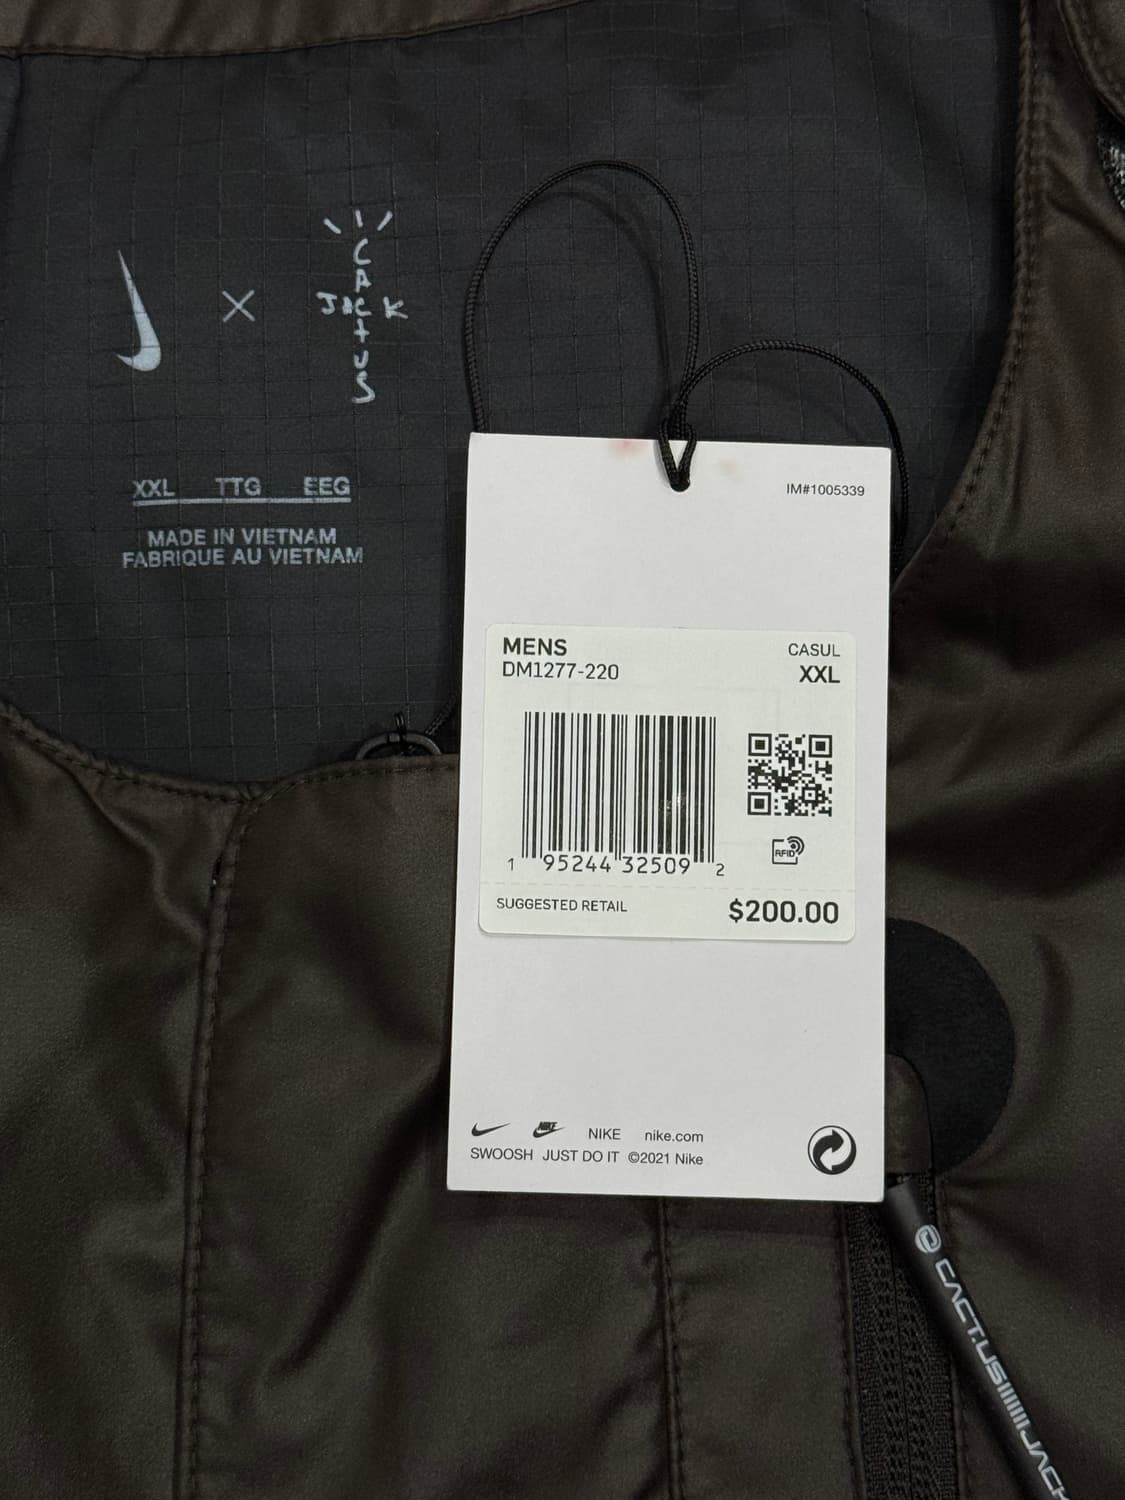 CACTUS
JACK
XXL TTG EEG
MADE IN VIETNAM
FABRIQUE AU VIETNAM
IM#1005339
MENS
DM1277-220
CASUL
XXL
1 95244 32509 2
RFID
SUGGESTED RETAIL
$200.00
NIKE
NIKE nike.com
SWOOSH JUST DO IT ©2021 Nike
CACT.US||||||JACK